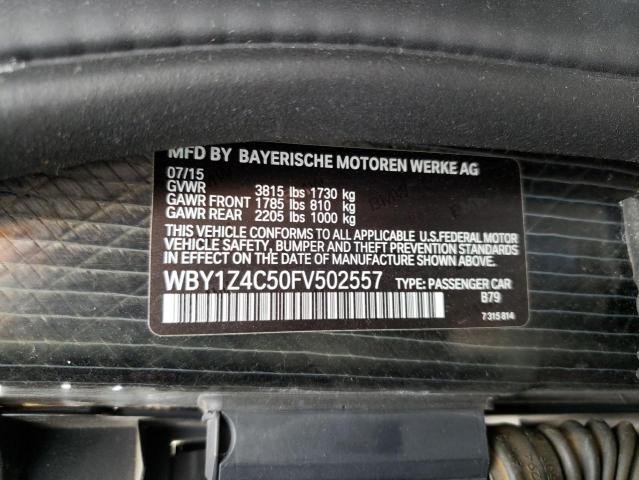 MFD BY BAYERISCHE MOTOREN WERKE AG
07/15
GVWR 3815 lbs 1730 kg
GAWR FRONT 1785 lbs 810 kg
GAWR REAR 2205 lbs 1000 kg
THIS VEHICLE CONFORMS TO ALL APPLICABLE U.S.FEDERAL MOTOR
VEHICLE SAFETY, BUMPER AND THEFT PREVENTION STANDARDS
IN EFFECT ON THE DATE OF MANUFACTURE SHOWN ABOVE.
WBY1Z4C50FV502557 TYPE: PASSENGER CAR
B79
7 315 814